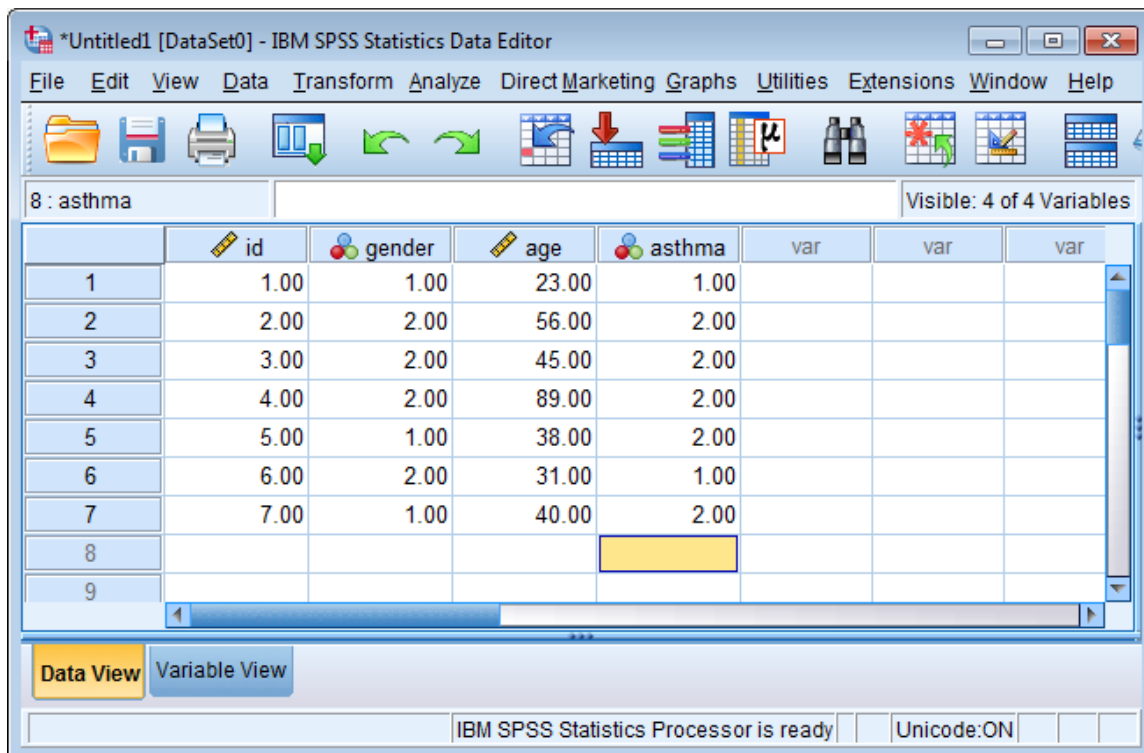 *Untitled1 [DataSet0] - IBM SPSS Statistics Data Editor
File Edit View Data Transform Analyze Direct Marketing Graphs Utilities Extensions Window Help
μ
8 : asthma Visible: 4 of 4 Variables
id gender age asthma var var var
1 1.00 1.00 23.00 1.00
2 2.00 2.00 56.00 2.00
3 3.00 2.00 45.00 2.00
4 4.00 2.00 89.00 2.00
5 5.00 1.00 38.00 2.00
6 6.00 2.00 31.00 1.00
7 7.00 1.00 40.00 2.00
8
9
Data View Variable View
IBM SPSS Statistics Processor is ready Unicode:ON